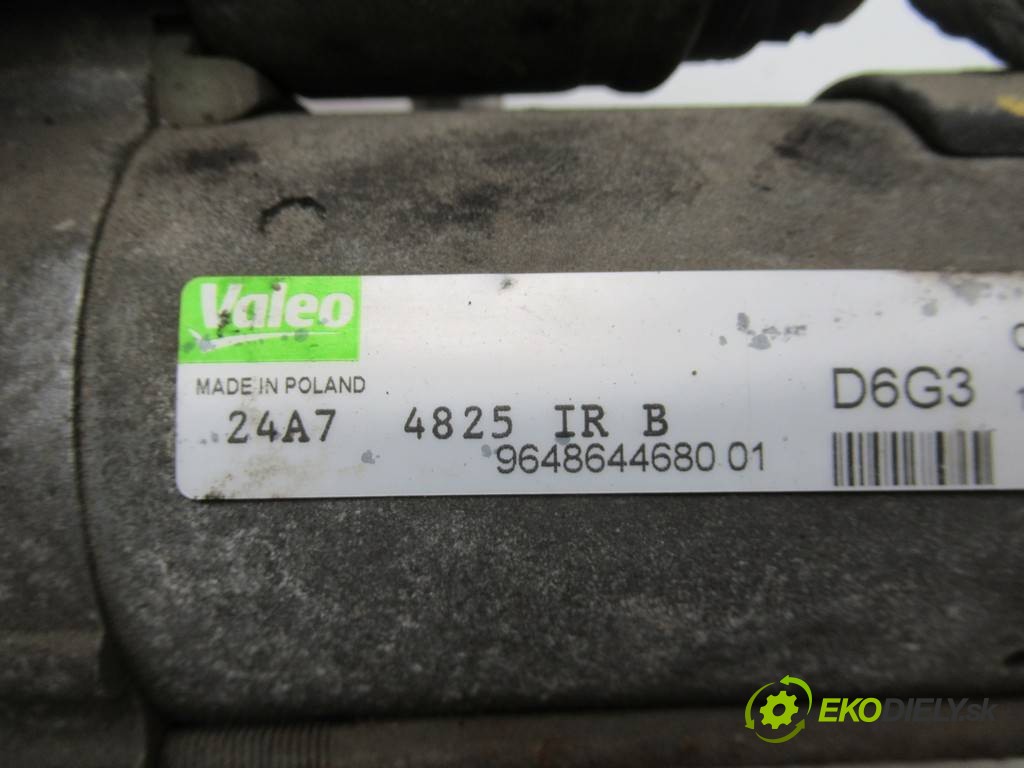 Valeo
MADE IN POLAND
24A7 4825 IR B
D6G3
9648644680 01
EKODIELY.sk